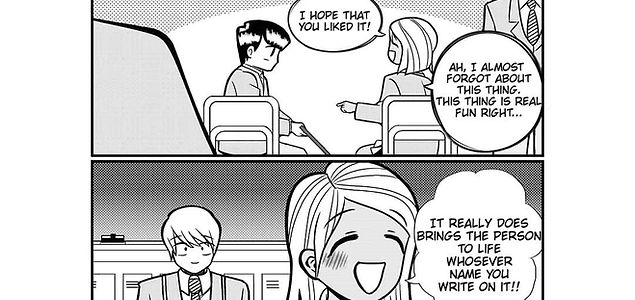 I HOPE THAT
YOU LIKED IT!
AH, I ALMOST
FORGOT ABOUT
THIS THING.
THIS THING IS REAL
FUN RIGHT...
IT REALLY DOES
BRINGS THE PERSON
TO LIFE
WHOSEVER
NAME YOU
WRITE ON IT!!